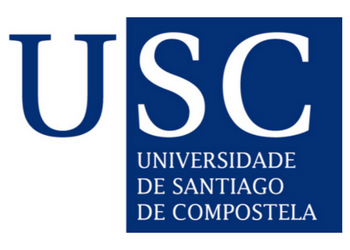 USC
UNIVERSIDADE
DE SANTIAGO
DE COMPOSTELA